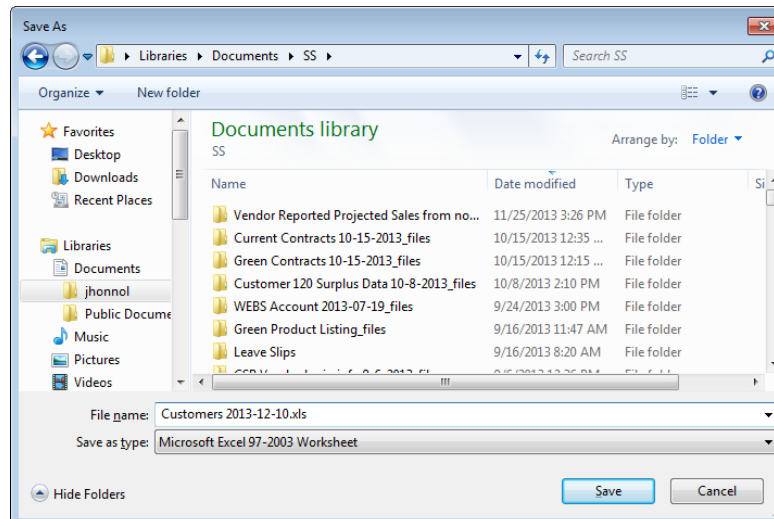 Save As
Libraries Documents SS
Search SS
Organize New folder
Favorites
Desktop
Downloads
Recent Places
Libraries
Documents
jhonnol
Public Docume
Music
Pictures
Videos
Documents library
SS
Arrange by: Folder
Name Date modified Type Si
Vendor Reported Projected Sales from no... 11/25/2013 3:26 PM File folder
Current Contracts 10-15-2013_files 10/15/2013 12:35 ... File folder
Green Contracts 10-15-2013_files 10/15/2013 12:15 ... File folder
Customer 120 Surplus Data 10-8-2013_files 10/8/2013 2:10 PM File folder
WEBS Account 2013-07-19_files 9/24/2013 3:00 PM File folder
Green Product Listing_files 9/16/2013 11:47 AM File folder
Leave Slips 9/16/2013 8:20 AM File folder
File name: Customers 2013-12-10.xls
Save as type: Microsoft Excel 97-2003 Worksheet
Hide Folders
Save Cancel